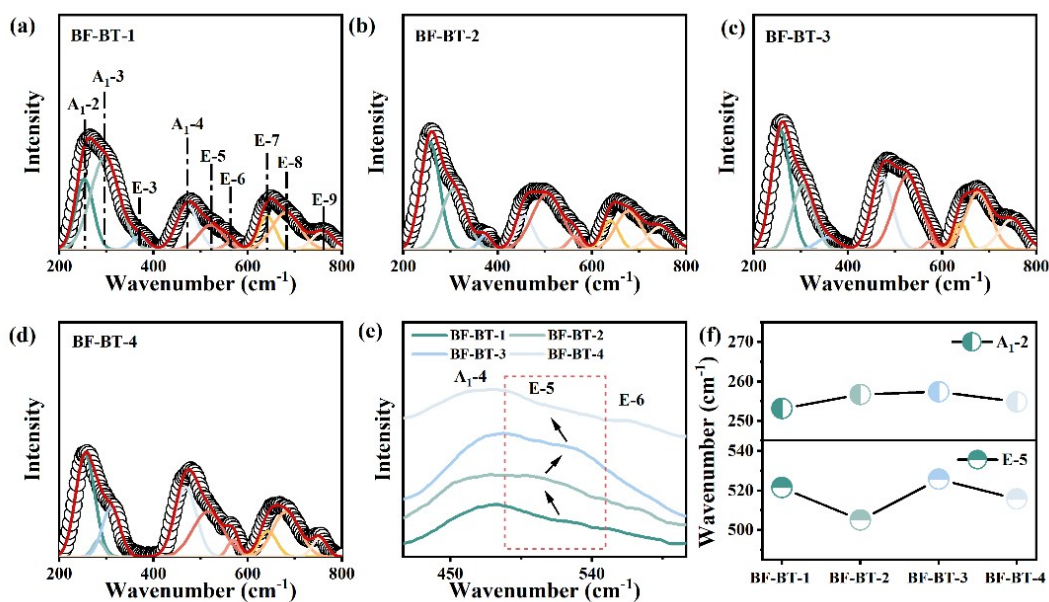 (a)
BF-BT-1
A₁-2
A₁-3
E-3
A₁-4
E-5
E-6
E-7
E-8
E-9
Intensity
200 400 600 800
Wavenumber (cm⁻¹)
(b)
BF-BT-2
Intensity
200 400 600 800
Wavenumber (cm⁻¹)
(c)
BF-BT-3
Intensity
200 400 600 800
Wavenumber (cm⁻¹)
(d)
BF-BT-4
Intensity
200 400 600 800
Wavenumber (cm⁻¹)
(e)
BF-BT-1 BF-BT-2
BF-BT-3 BF-BT-4
A₁-4
E-5
E-6
Intensity
450 540
Wavenumber (cm⁻¹)
(f)
Wavenumber (cm⁻¹)
270
260
250
A₁-2
540
520
500
E-5
BF-BT-1 BF-BT-2 BF-BT-3 BF-BT-4